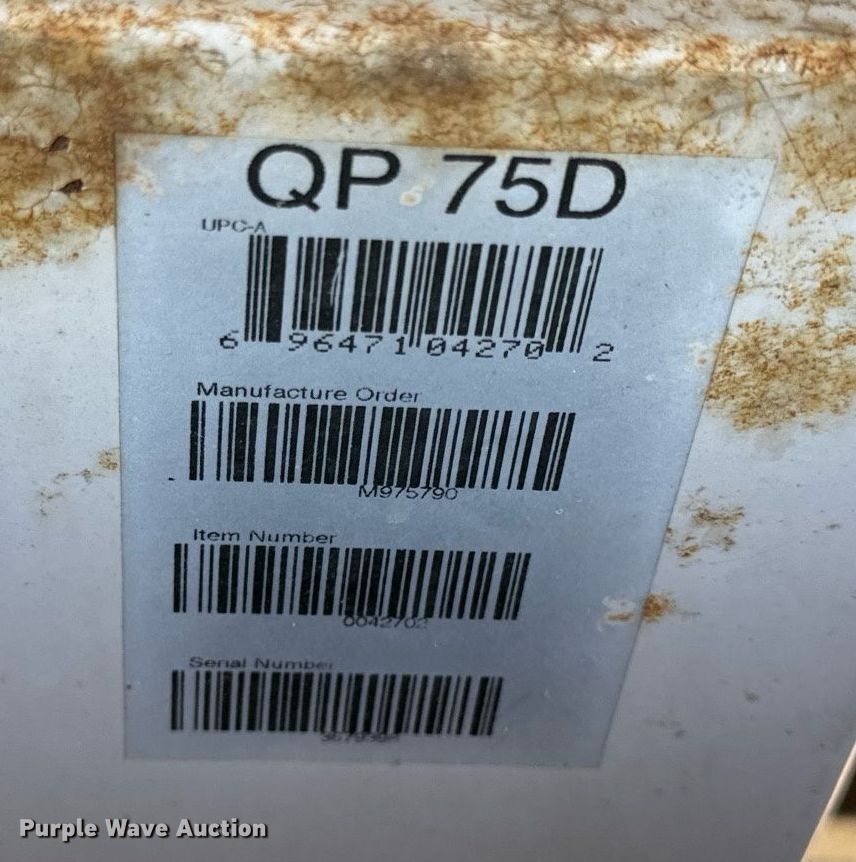 QP 75D
UPC-A
6 96471 04270 2
Manufacture Order
M975790
Item Number
0042702
Serial Number
Purple Wave Auction